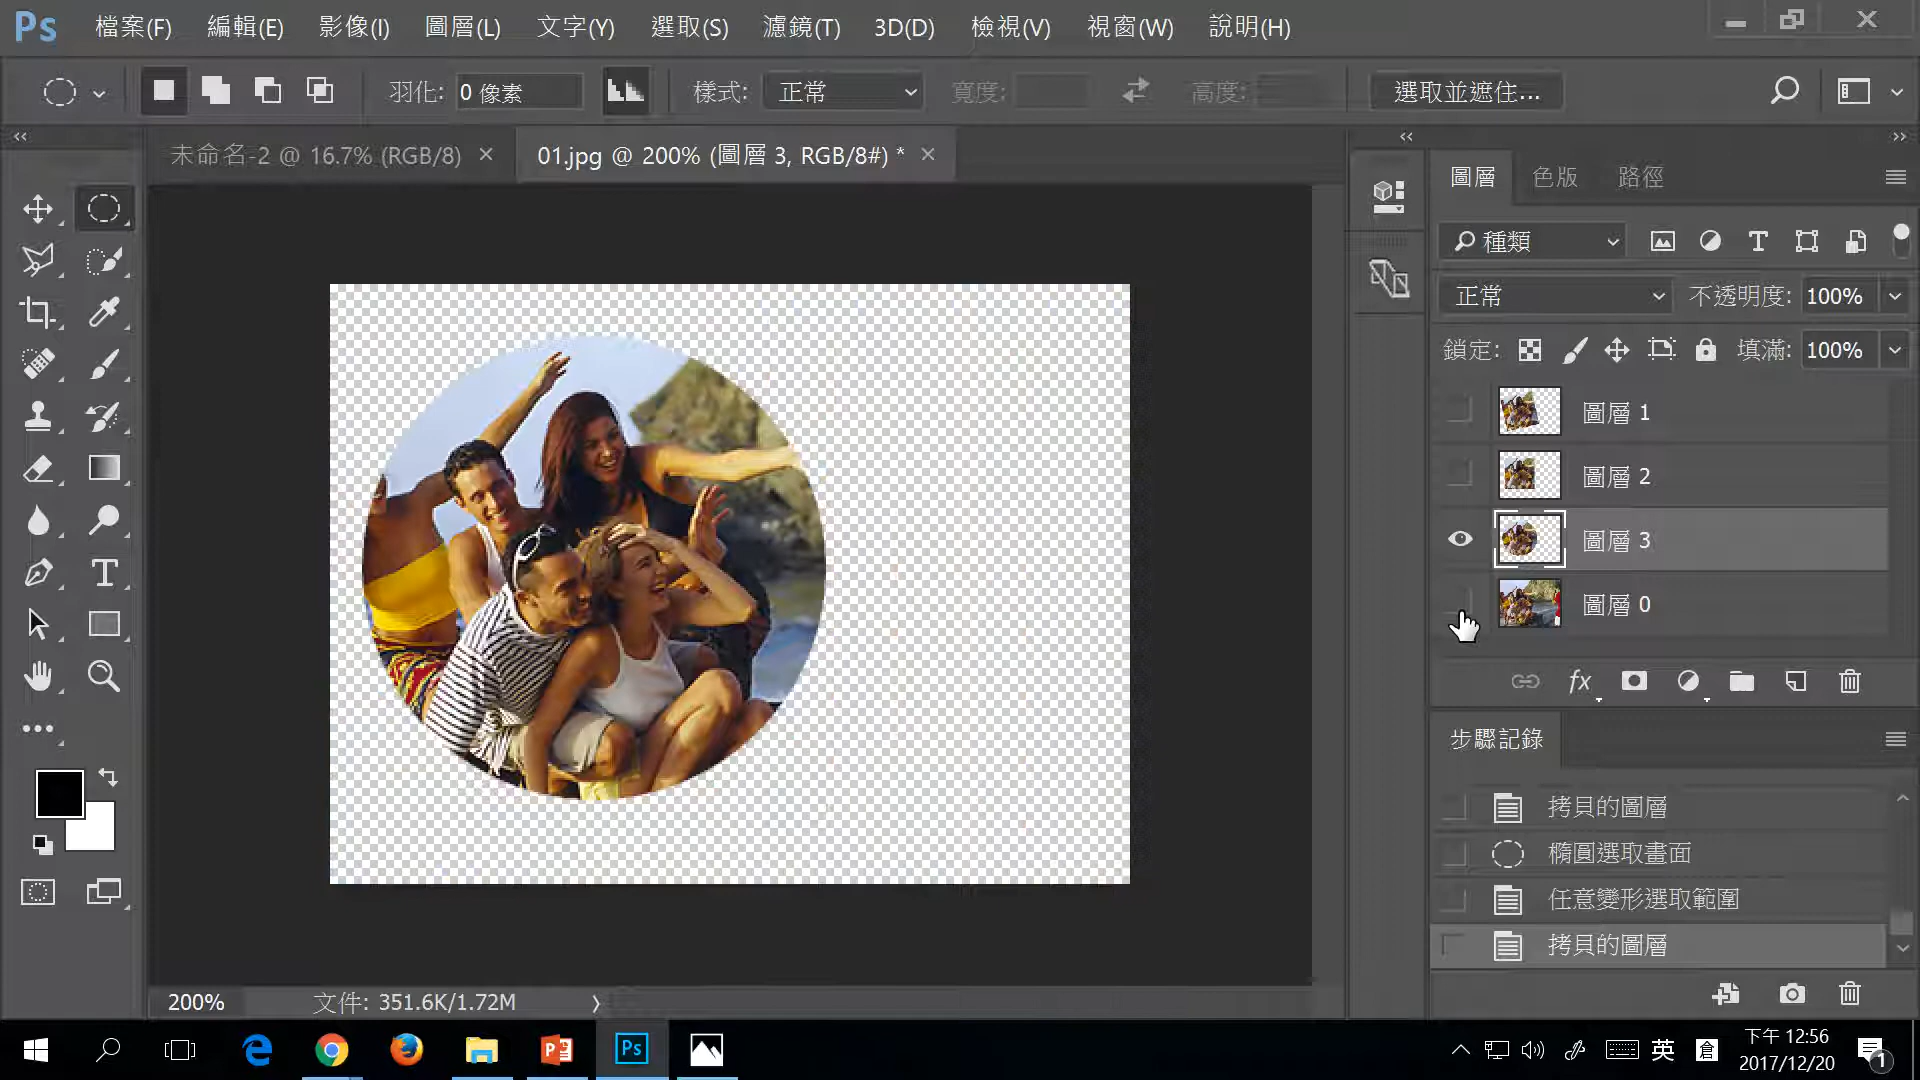 Ps 檔案(F) 編輯(E) 影像(I) 圖層(L) 文字(Y) 選取(S) 濾鏡(T) 3D(D) 檢視(V) 視窗(W) 說明(H)
羽化: 0 像素 樣式: 正常 寬度: 高度: 選取並遮住...
未命名-2 @ 16.7% (RGB/8) × 01.jpg @ 200% (圖層 3, RGB/8#) * ×
圖層 色版 路徑
種類
正常 不透明度: 100%
鎖定: 填滿: 100%
圖層 1
圖層 2
圖層 3
圖層 0
fx
步驟記錄
拷貝的圖層
橢圓選取畫面
任意變形選取範圍
拷貝的圖層
200% 文件: 351.6K/1.72M
英 倉 下午 12:56
2017/12/20
1